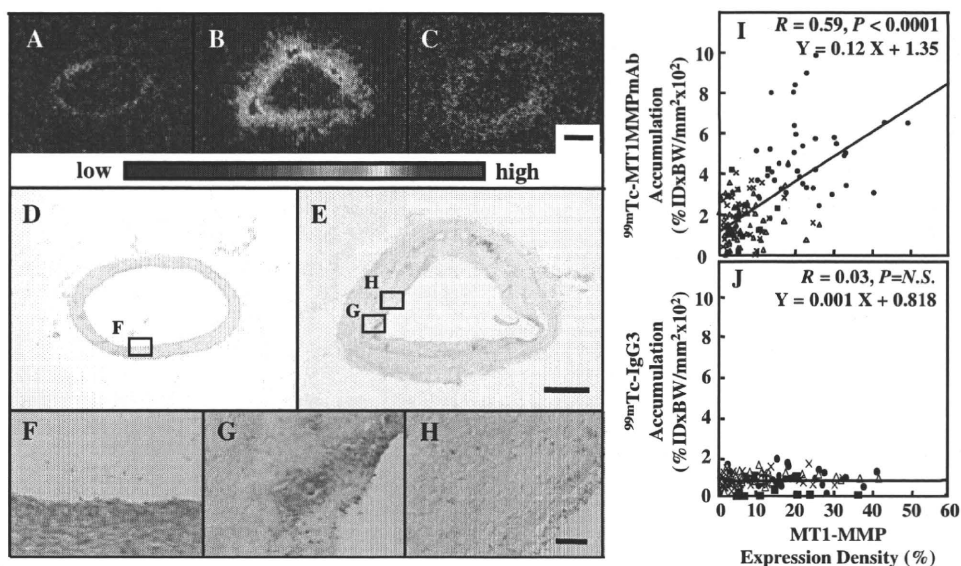 A
B
C
low
high
D
E
F
G
H
F
G
H
I
R = 0.59, P < 0.0001
Y = 0.12 X + 1.35
⁹⁹ᵐTc-MT1MMPmAb
Accumulation
(%IDxBW/mm²x10²)
10
8
6
4
2
0
J
R = 0.03, P=N.S.
Y = 0.001 X + 0.818
⁹⁹ᵐTc-IgG3
Accumulation
(%IDxBW/mm²x10²)
10
8
6
4
2
0
0 10 20 30 40 50 60
MT1-MMP
Expression Density (%)